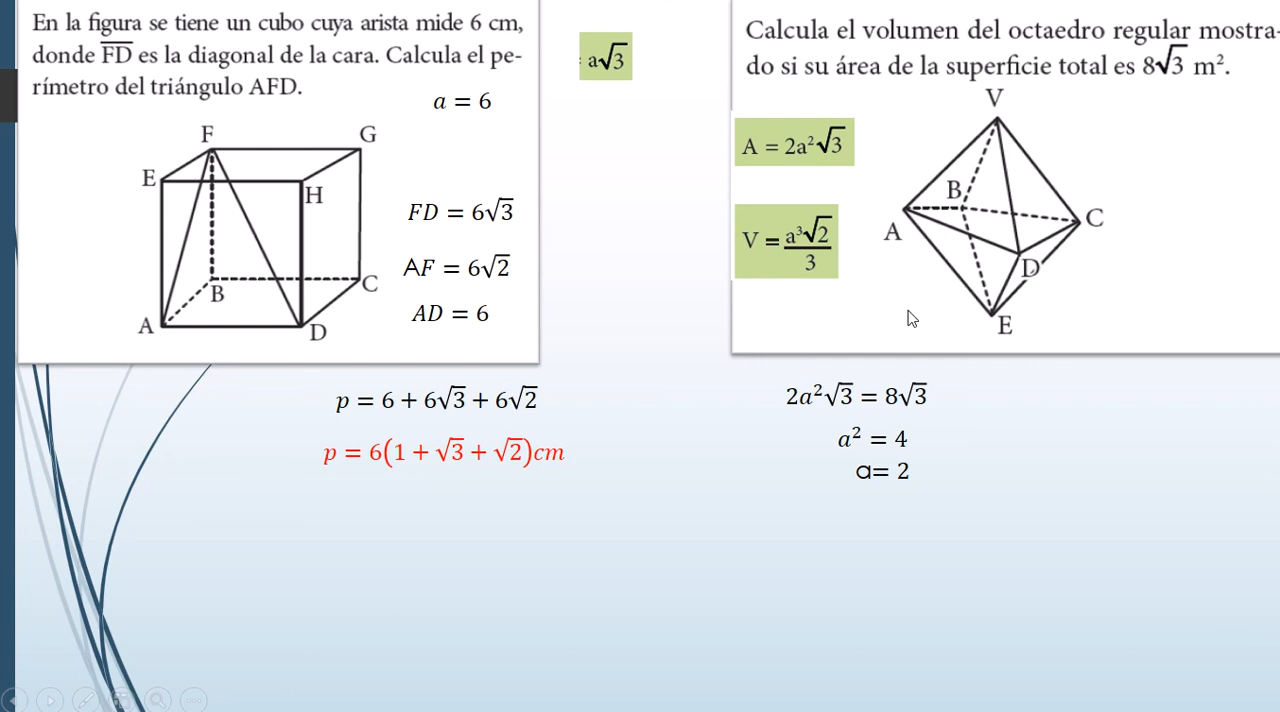 En la figura se tiene un cubo cuya arista mide 6 cm,
donde F̅D̅ es la diagonal de la cara. Calcula el pe-
rímetro del triángulo AFD.
a√3
a = 6
F
G
E
H
B
C
A
D
FD = 6√3
AF = 6√2
AD = 6
p = 6 + 6√3 + 6√2
p = 6(1 + √3 + √2)cm
Calcula el volumen del octaedro regular mostra-
do si su área de la superficie total es 8√3 m².
A = 2a²√3
V = a³√2
3
V
B
A
C
D
E
2a²√3 = 8√3
a² = 4
a= 2